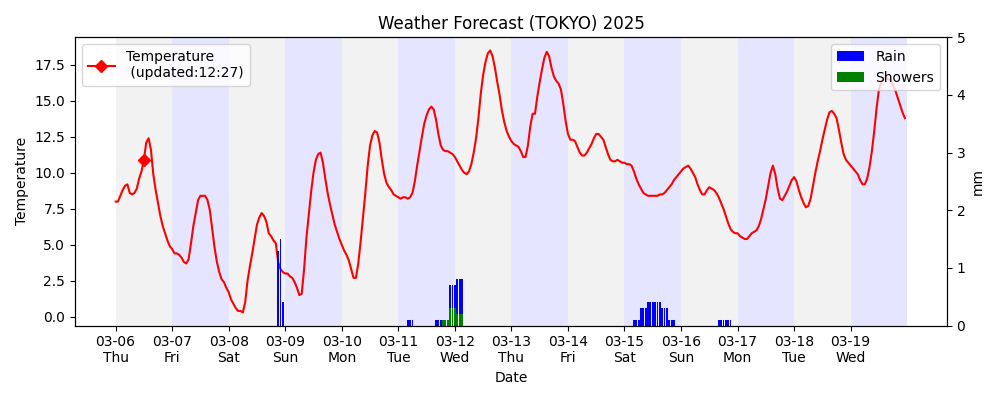 Weather Forecast (TOKYO) 2025
Temperature
(updated:12:27)
Rain
Showers
Temperature
17.5
15.0
12.5
10.0
7.5
5.0
2.5
0.0
5
4
3
2
1
0
mm
03-06 03-07 03-08 03-09 03-10 03-11 03-12 03-13 03-14 03-15 03-16 03-17 03-18 03-19
Thu Fri Sat Sun Mon Tue Wed Thu Fri Sat Sun Mon Tue Wed
Date